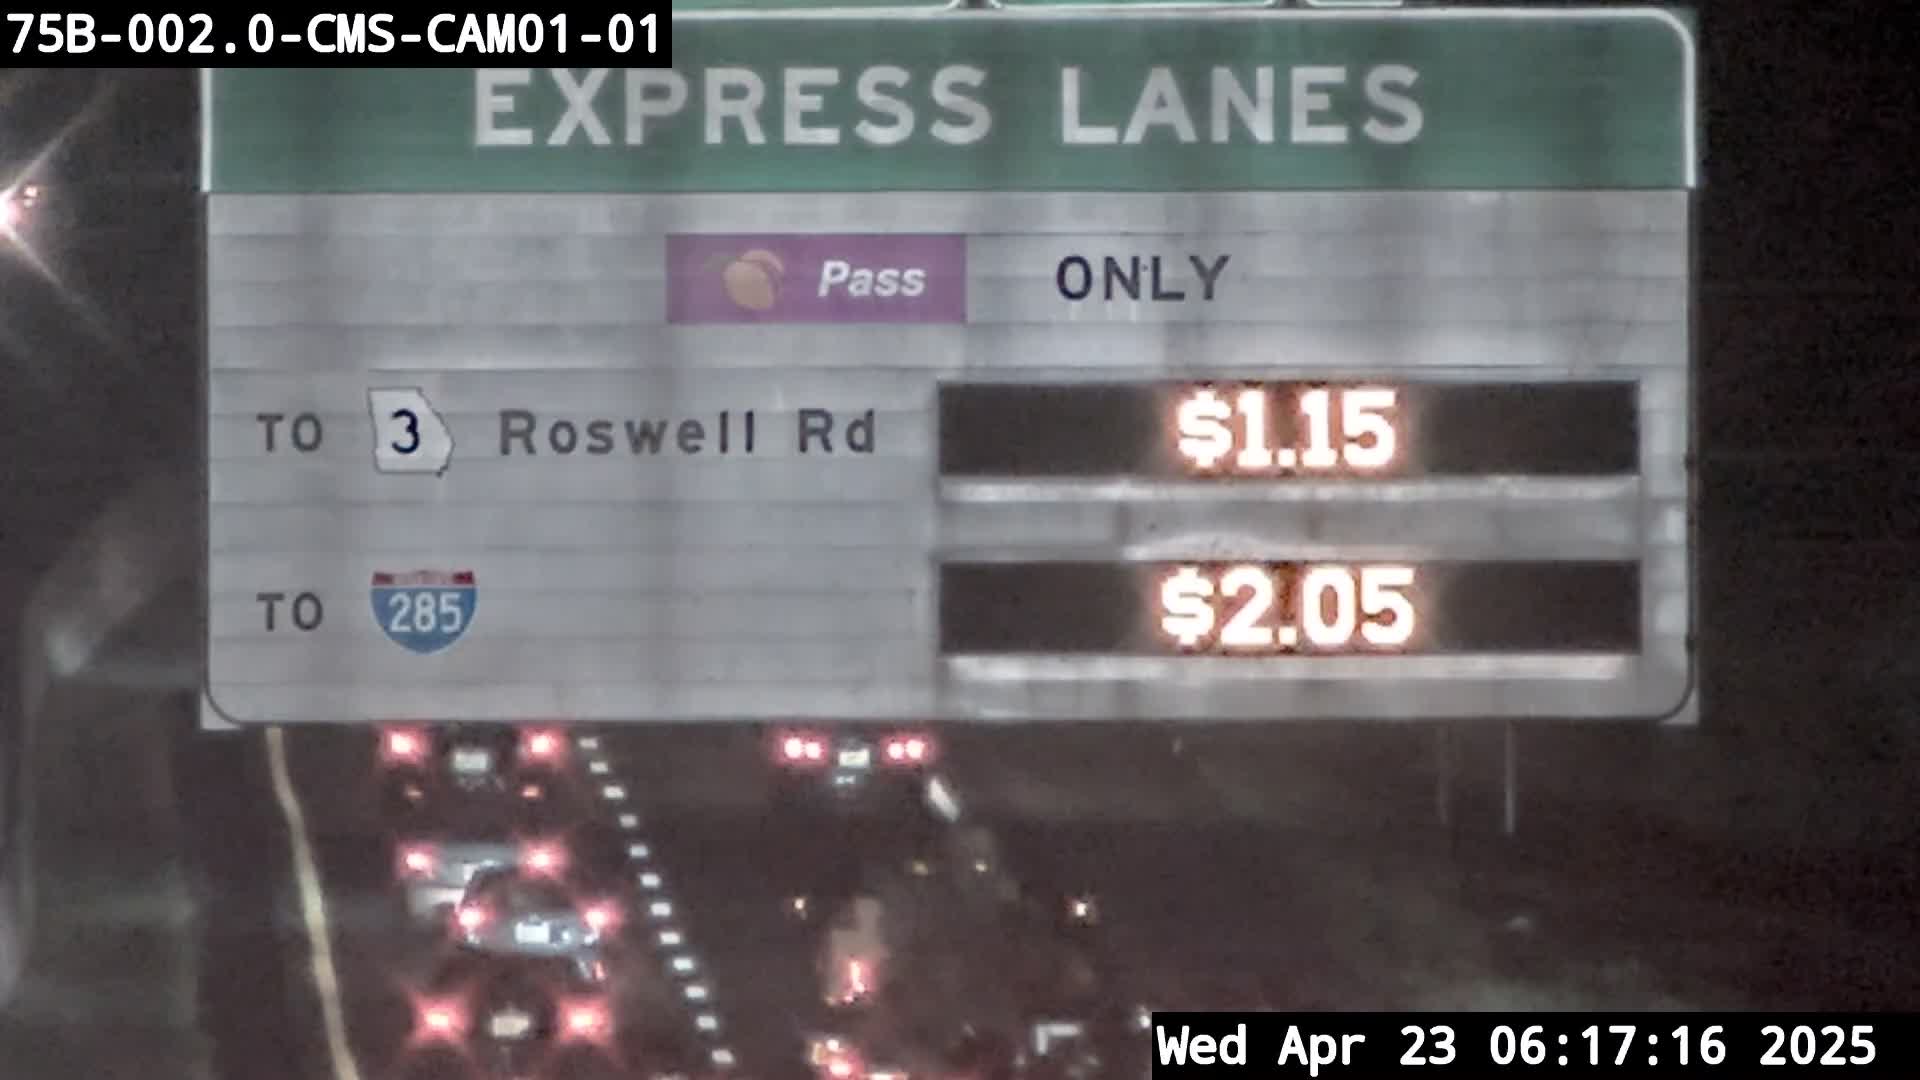 75B-002.0-CMS-CAM01-01
EXPRESS LANES
Pass ONLY
TO 3 Roswell Rd $1.15
TO 285 $2.05
Wed Apr 23 06:17:16 2025